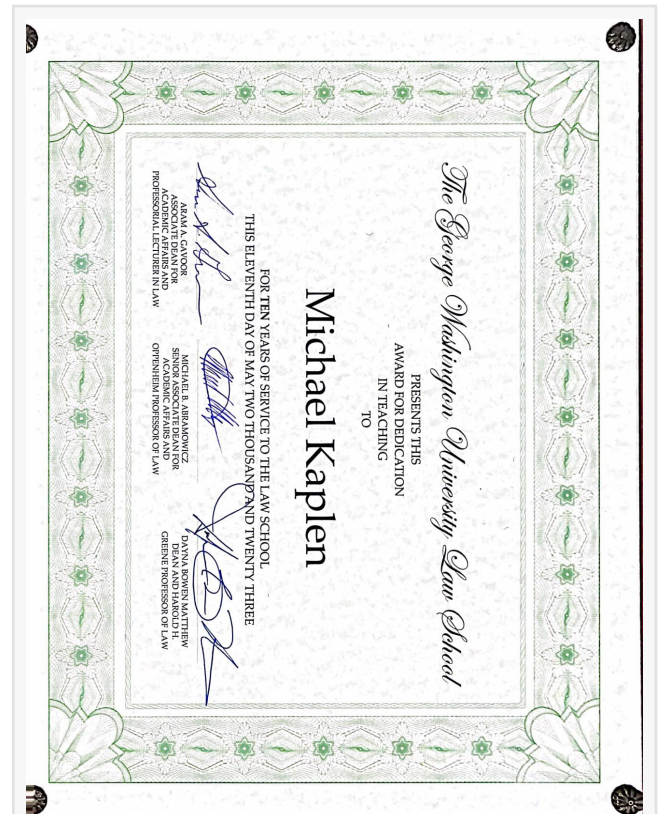 The George Washington University Law School
PRESENTS THIS
AWARD FOR DEDICATION
IN TEACHING
TO
Michael Kaplen
FOR TEN YEARS OF SERVICE TO THE LAW SCHOOL
THIS ELEVENTH DAY OF MAY TWO THOUSAND AND TWENTY THREE
ARAM A. GAVOOR
ASSOCIATE DEAN FOR
ACADEMIC AFFAIRS AND
PROFESSORIAL LECTURER IN LAW
MICHAEL B. ABRAMOWICZ
SENIOR ASSOCIATE DEAN FOR
ACADEMIC AFFAIRS AND
OPPENHEIM PROFESSOR OF LAW
DAYNA BOWEN MATTHEW
DEAN AND HAROLD H.
GREENE PROFESSOR OF LAW